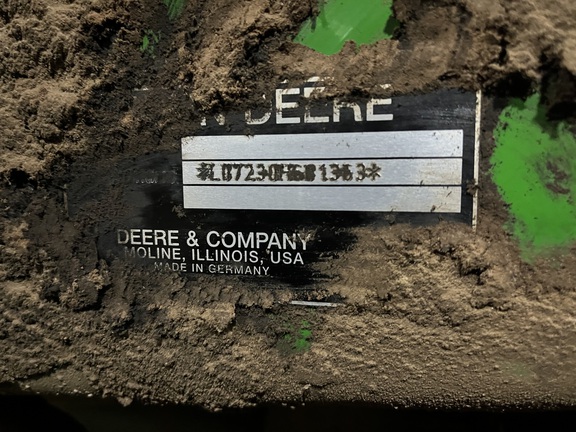 N DEERE
DEERE & COMPANY
MOLINE, ILLINOIS, USA
MADE IN GERMANY